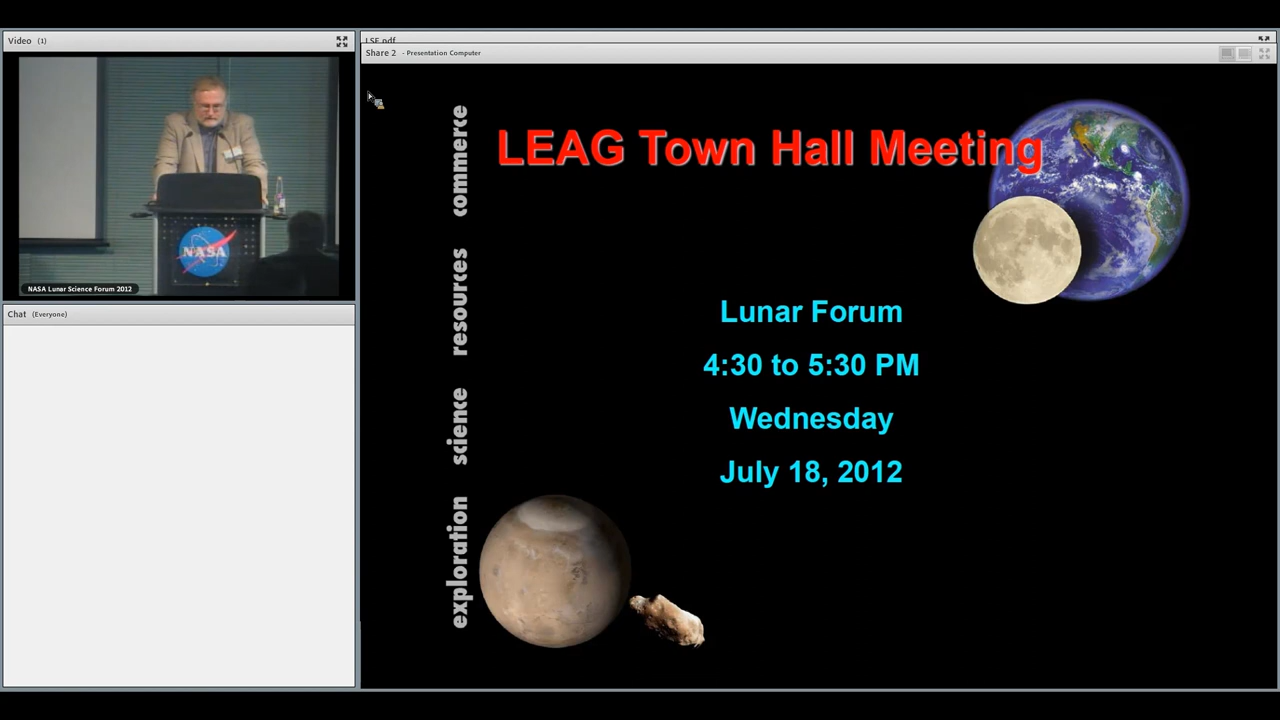 Video (1)
NASA
NASA Lunar Science Forum 2012
Chat (Everyone)
LSF.pdf
Share 2 - Presentation Computer
LEAG Town Hall Meeting
commerce
resources
science
exploration
Lunar Forum
4:30 to 5:30 PM
Wednesday
July 18, 2012